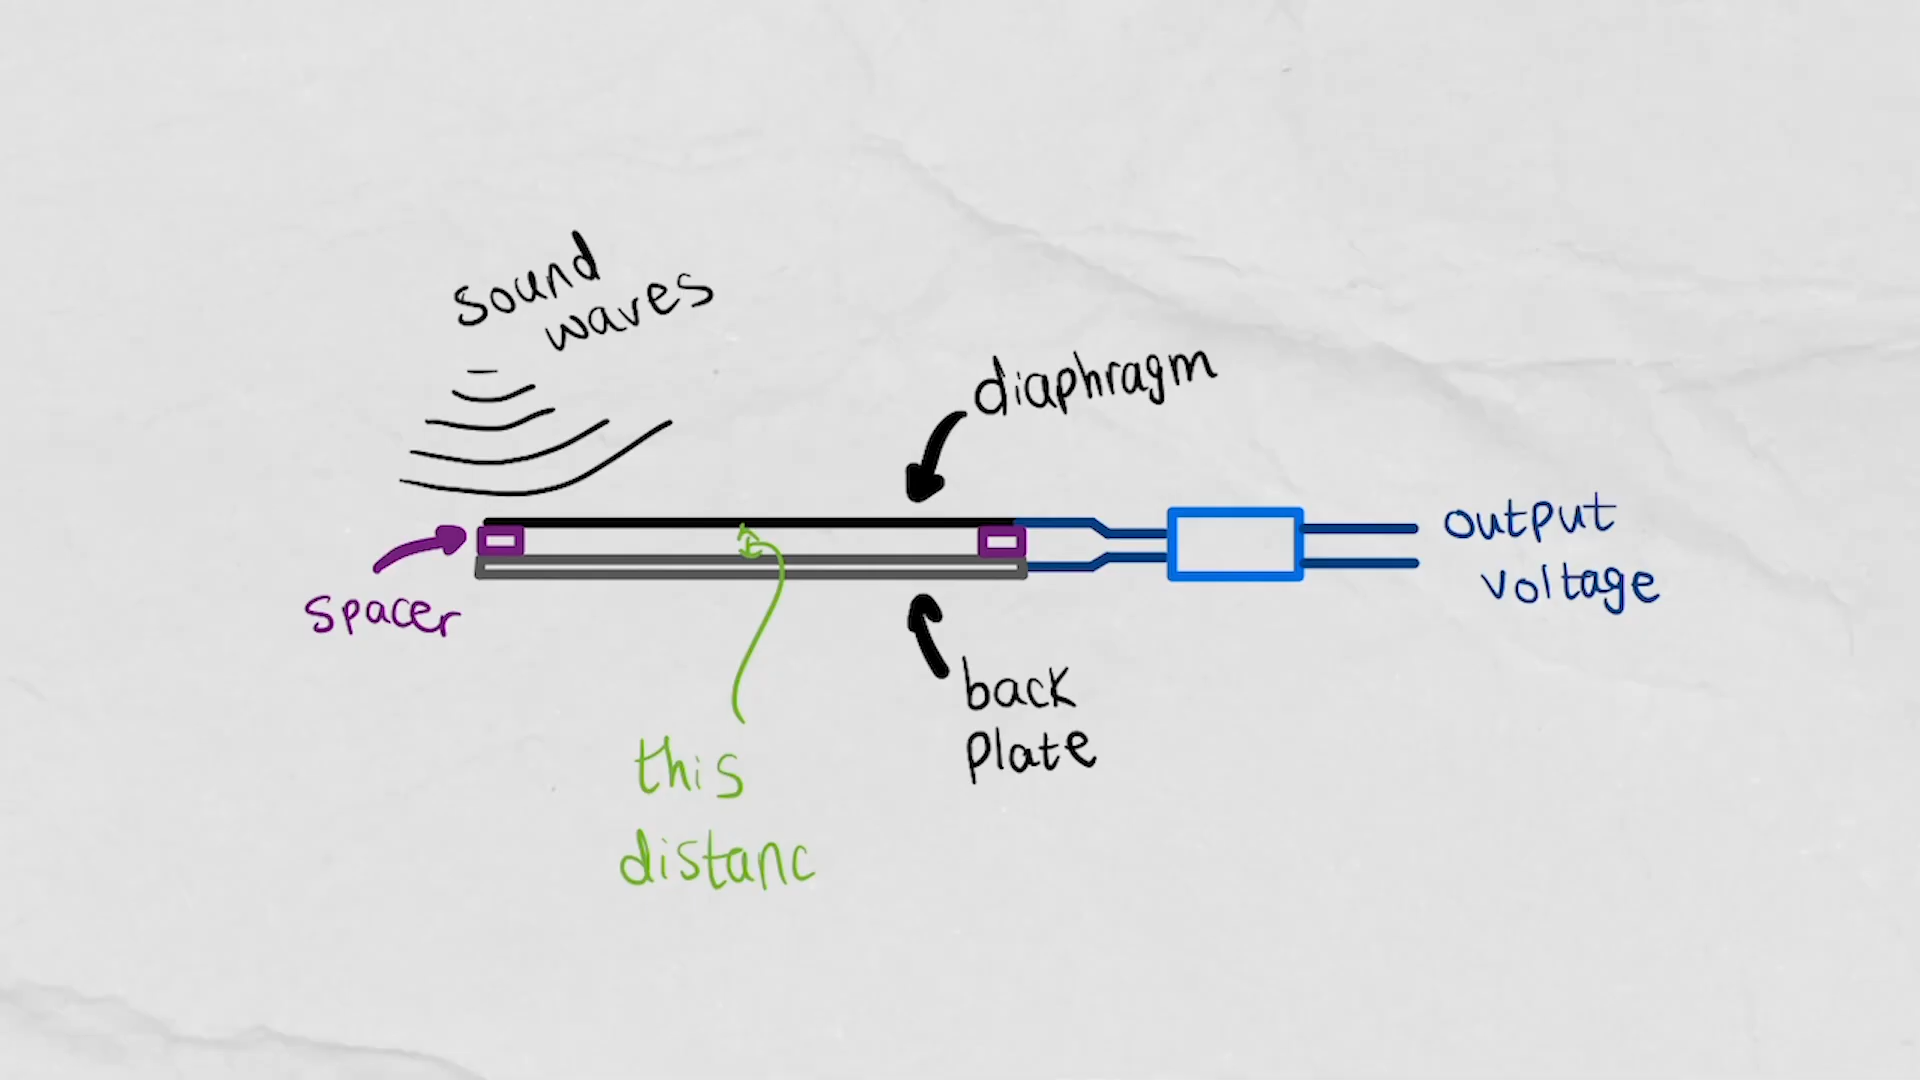 sound
waves
diaphragm
output
voltage
spacer
back
plate
this
distanc